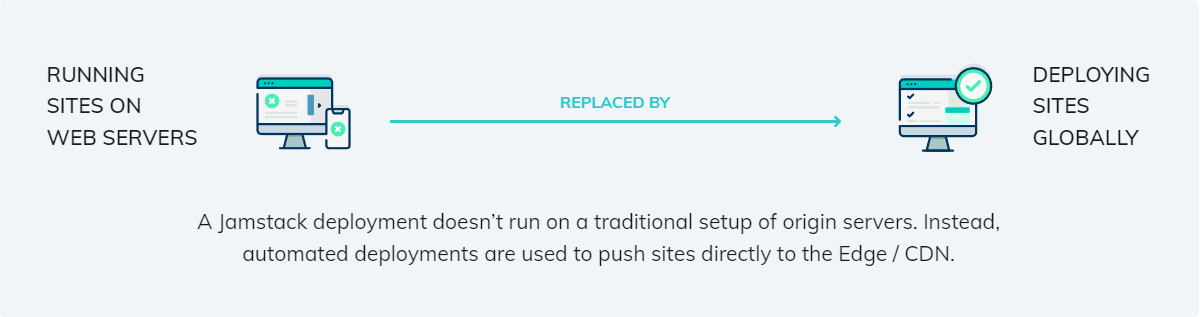 RUNNING
SITES ON
WEB SERVERS
REPLACED BY
DEPLOYING
SITES
GLOBALLY
A Jamstack deployment doesn’t run on a traditional setup of origin servers. Instead,
automated deployments are used to push sites directly to the Edge / CDN.